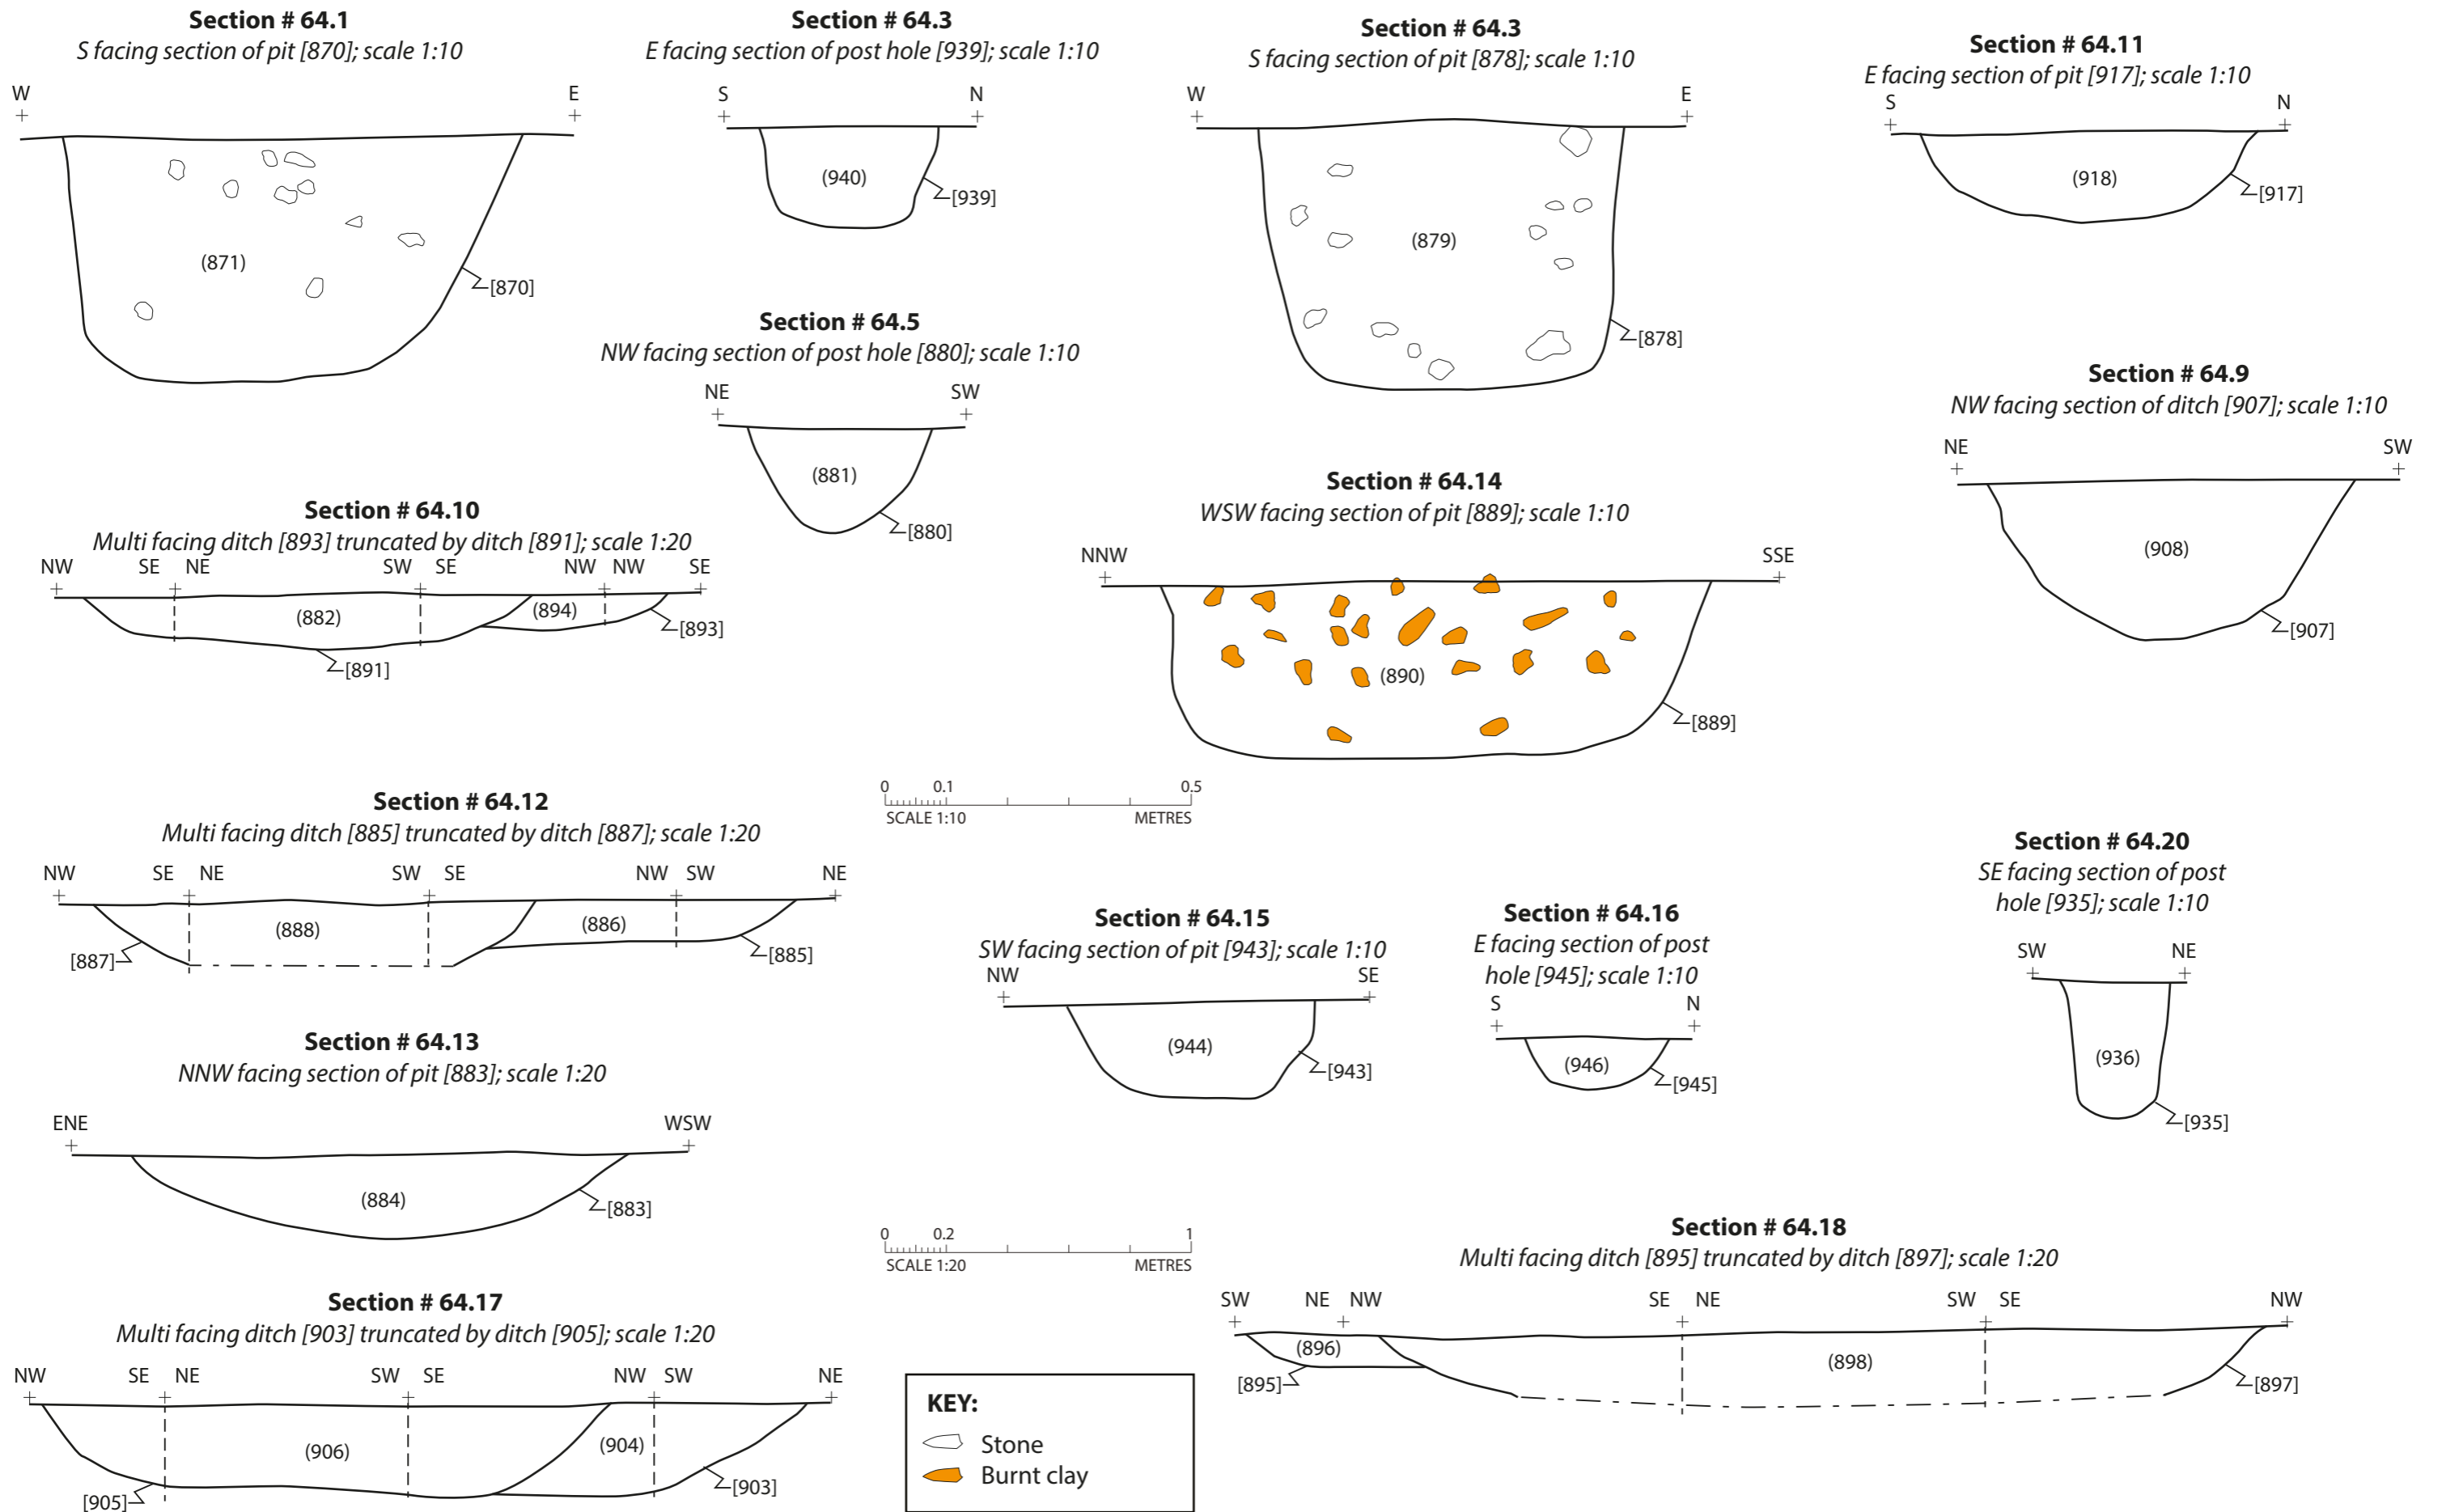 Section # 64.1
S facing section of pit [870]; scale 1:10
W E
(871)
[870]
Section # 64.3
E facing section of post hole [939]; scale 1:10
S N
(940)
[939]
Section # 64.3
S facing section of pit [878]; scale 1:10
W E
(879)
[878]
Section # 64.11
E facing section of pit [917]; scale 1:10
S N
(918)
[917]
Section # 64.5
NW facing section of post hole [880]; scale 1:10
NE SW
(881)
[880]
Section # 64.9
NW facing section of ditch [907]; scale 1:10
NE SW
(908)
[907]
Section # 64.10
Multi facing ditch [893] truncated by ditch [891]; scale 1:20
NW SE NE SW SE NW NW SE
(882)
(894)
[893]
[891]
Section # 64.14
WSW facing section of pit [889]; scale 1:10
NNW SSE
(890)
[889]
0 0.1 0.5
SCALE 1:10 METRES
Section # 64.12
Multi facing ditch [885] truncated by ditch [887]; scale 1:20
NW SE NE SW SE NW SW NE
(888)
(886)
[887]
[885]
Section # 64.15
SW facing section of pit [943]; scale 1:10
NW SE
(944)
[943]
Section # 64.16
E facing section of post
hole [945]; scale 1:10
S N
(946)
[945]
Section # 64.20
SE facing section of post
hole [935]; scale 1:10
SW NE
(936)
[935]
Section # 64.13
NNW facing section of pit [883]; scale 1:20
ENE WSW
(884)
[883]
0 0.2 1
SCALE 1:20 METRES
Section # 64.18
Multi facing ditch [895] truncated by ditch [897]; scale 1:20
SW NE NW SE NE SW SE NW
(896)
(898)
[895]
[897]
Section # 64.17
Multi facing ditch [903] truncated by ditch [905]; scale 1:20
NW SE NE SW SE NW SW NE
(906)
(904)
[903]
[905]
KEY:
Stone
Burnt clay